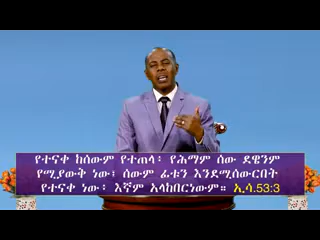 የተናቀ ከሰውም የተጠላ፡ የሕማም ሰው ደዌንም
የሚያውቅ ነው፤ ሰውም ፊቱን እንደሚሰውርበት
የተናቀ ነው፡ እኛም አላከበርነውም። ኢሳ.53:3